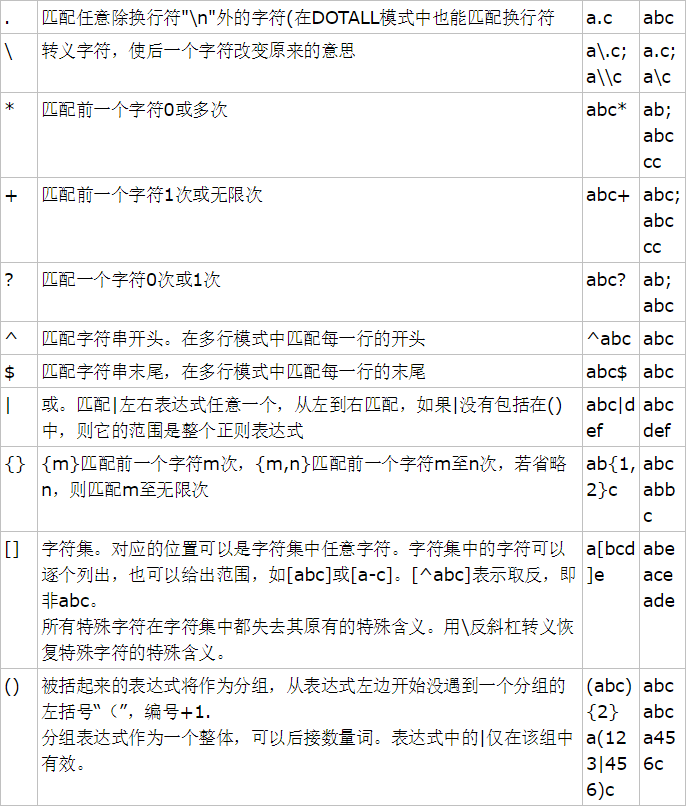 . 匹配任意除换行符"\n"外的字符(在DOTALL模式中也能匹配换行符 a.c abc
\ 转义字符，使后一个字符改变原来的意思 a\.c; a.c;
a\\c a\c
* 匹配前一个字符0或多次 abc* ab;
abc
cc
+ 匹配前一个字符1次或无限次 abc+ abc;
abc
cc
? 匹配一个字符0次或1次 abc? ab;
abc
^ 匹配字符串开头。在多行模式中匹配每一行的开头 ^abc abc
$ 匹配字符串末尾，在多行模式中匹配每一行的末尾 abc$ abc
| 或。匹配|左右表达式任意一个，从左到右匹配，如果|没有包括在() abc|d abc
中，则它的范围是整个正则表达式 ef def
{} {m}匹配前一个字符m次，{m,n}匹配前一个字符m至n次，若省略 ab{1, abc
n，则匹配m至无限次 2}c abb
c
[] 字符集。对应的位置可以是字符集中任意字符。字符集中的字符可以 a[bcd abe
逐个列出，也可以给出范围，如[abc]或[a-c]。[^abc]表示取反，即 ]e ace
非abc。 ade
所有特殊字符在字符集中都失去其原有的特殊含义。用\反斜杠转义恢
复特殊字符的特殊含义。
() 被括起来的表达式将作为分组，从表达式左边开始没遇到一个分组的 (abc) abc
左括号“（”，编号+1. {2} abc
分组表达式作为一个整体，可以后接数量词。表达式中的|仅在该组中 a(12 a45
有效。 3|45 6c
6)c